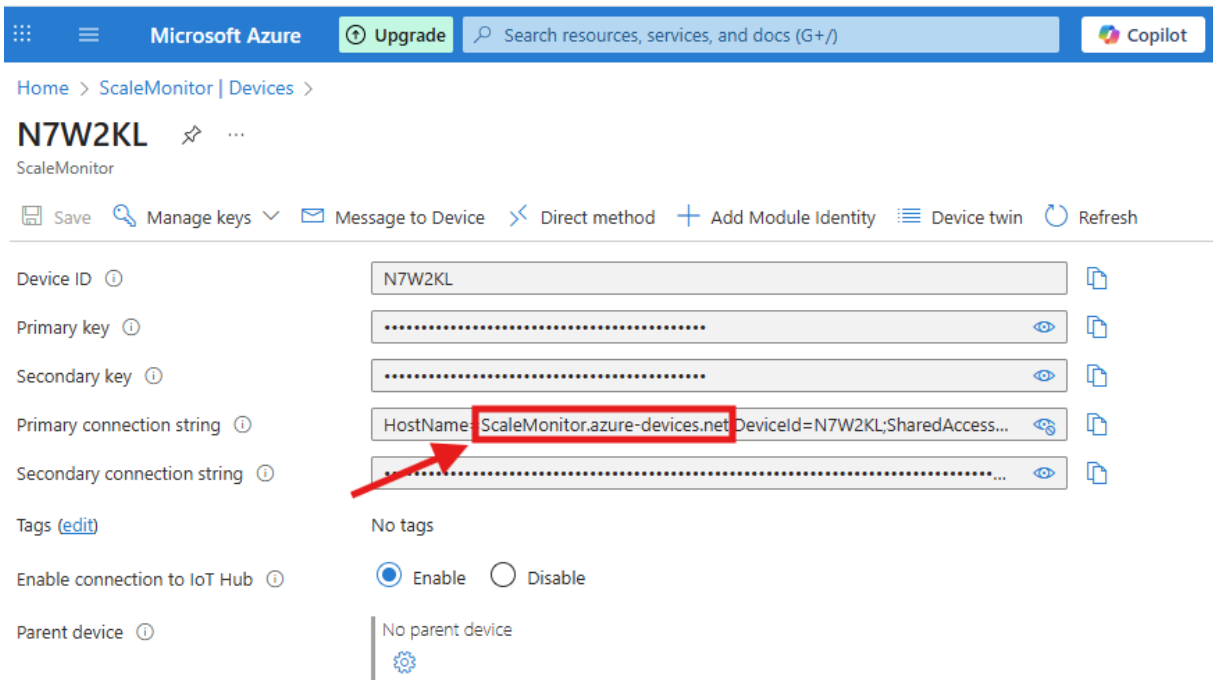 Microsoft Azure Upgrade Search resources, services, and docs (G+/) Copilot
Home > ScaleMonitor | Devices >
N7W2KL ...
ScaleMonitor
Save Manage keys Message to Device Direct method Add Module Identity Device twin Refresh
Device ID N7W2KL
Primary key
Secondary key
Primary connection string HostName=ScaleMonitor.azure-devices.net;DeviceId=N7W2KL;SharedAccess...
Secondary connection string ...
Tags (edit) No tags
Enable connection to IoT Hub Enable Disable
Parent device No parent device